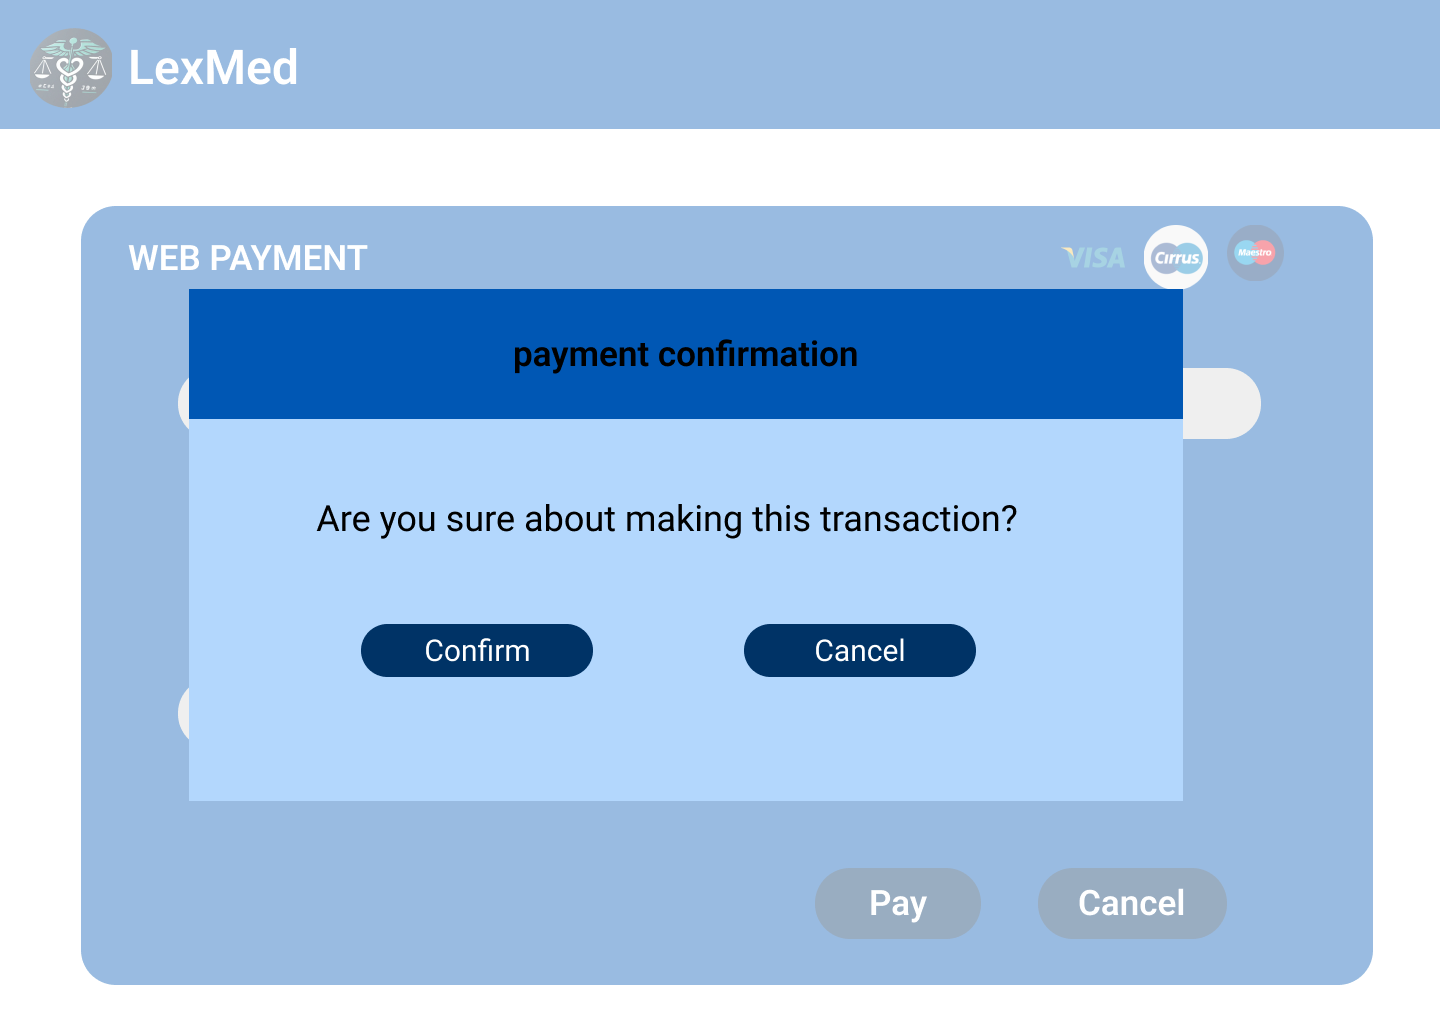 LexMed
WEB PAYMENT
VISA
Cirrus
Maestro
payment confirmation
Are you sure about making this transaction?
Confirm
Cancel
Pay
Cancel